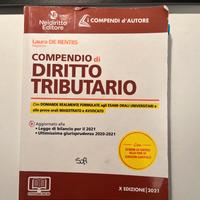 Neldiritto
Editore
COMPENDI d'AUTORE
Laura DE RENTIIS
COMPENDIO di
DIRITTO
TRIBUTARIO
Con DOMANDE REALMENTE FORMULATE agli ESAMI ORALI UNIVERSITARI e
alle prove orali MAGISTRATO e AVVOCATO
Aggiornato alla
• Legge di bilancio per il 2021
• Ultimissima giurisprudenza 2020-2021
Con
X EDIZIONE | 2021